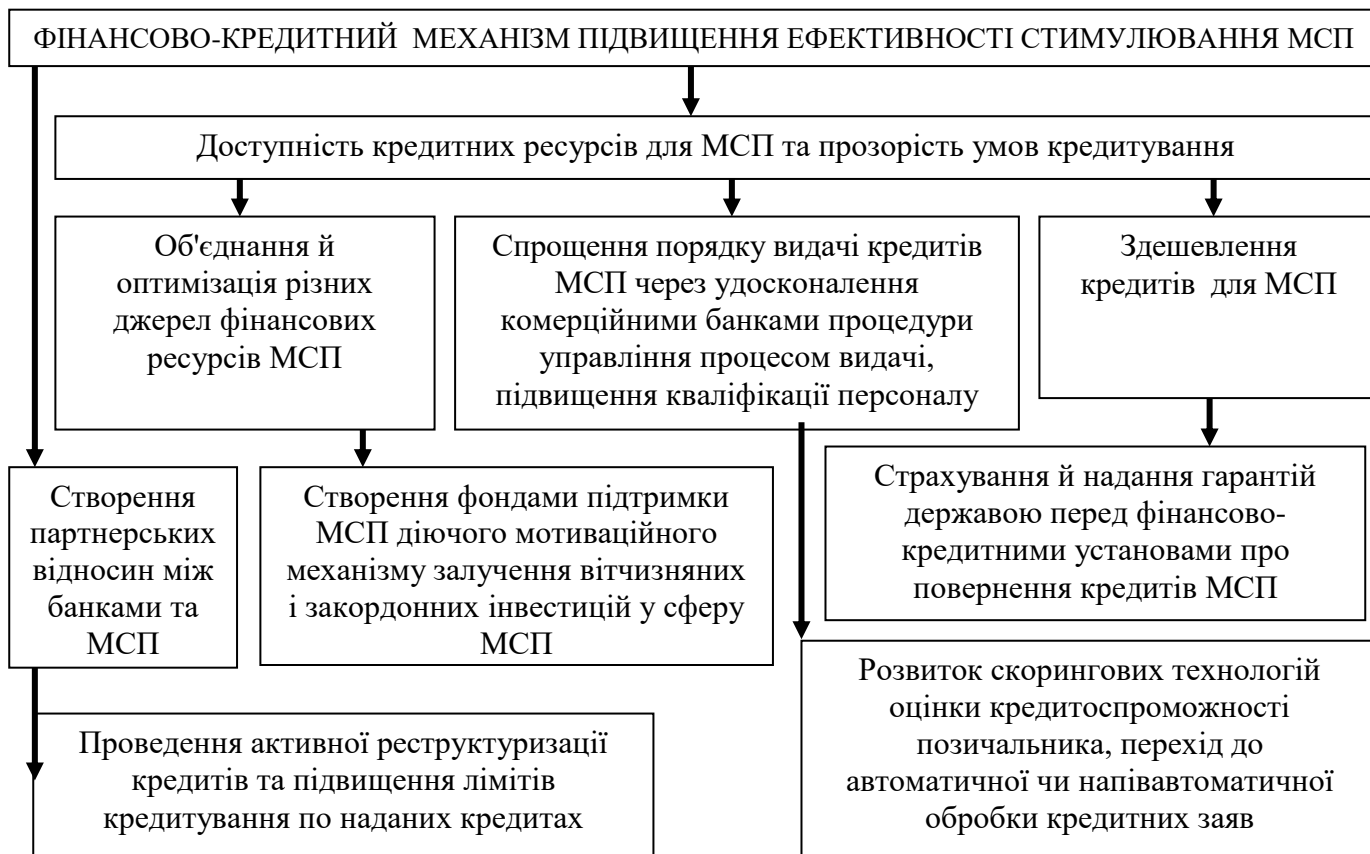 ФІНАНСОВО-КРЕДИТНИЙ МЕХАНІЗМ ПІДВИЩЕННЯ ЕФЕКТИВНОСТІ СТИМУЛЮВАННЯ МСП
Доступність кредитних ресурсів для МСП та прозорість умов кредитування
Об'єднання й
оптимізація різних
джерел фінансових
ресурсів МСП
Спрощення порядку видачі кредитів
МСП через удосконалення
комерційними банками процедури
управління процесом видачі,
підвищення кваліфікації персоналу
Здешевлення
кредитів для МСП
Створення
партнерських
відносин між
банками та
МСП
Створення фондами підтримки
МСП діючого мотиваційного
механізму залучення вітчизняних
і закордонних інвестицій у сферу
МСП
Страхування й надання гарантій
державою перед фінансово-
кредитними установами про
повернення кредитів МСП
Проведення активної реструктуризації
кредитів та підвищення лімітів
кредитування по наданих кредитах
Розвиток скорингових технологій
оцінки кредитоспроможності
позичальника, перехід до
автоматичної чи напівавтоматичної
обробки кредитних заяв